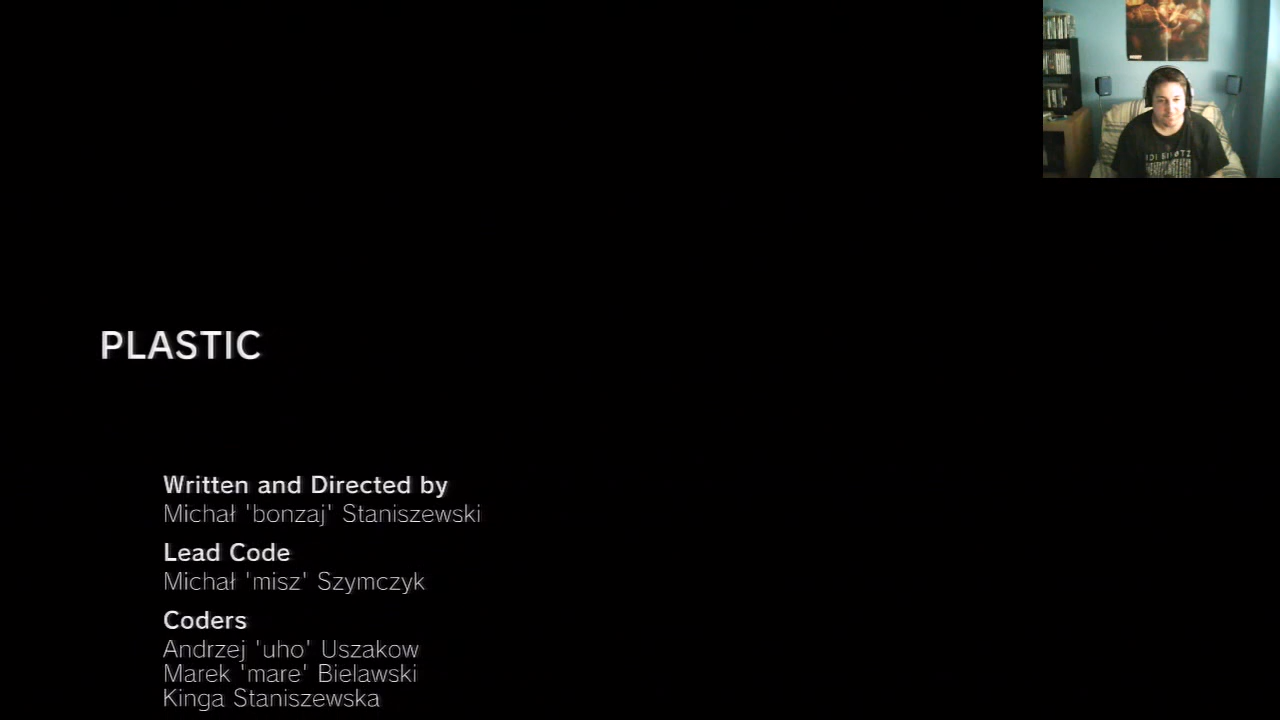 PLASTIC
Written and Directed by
Michał 'bonzaj' Staniszewski
Lead Code
Michał 'misz' Szymczyk
Coders
Andrzej 'uho' Uszakow
Marek 'mare' Bielawski
Kinga Staniszewska